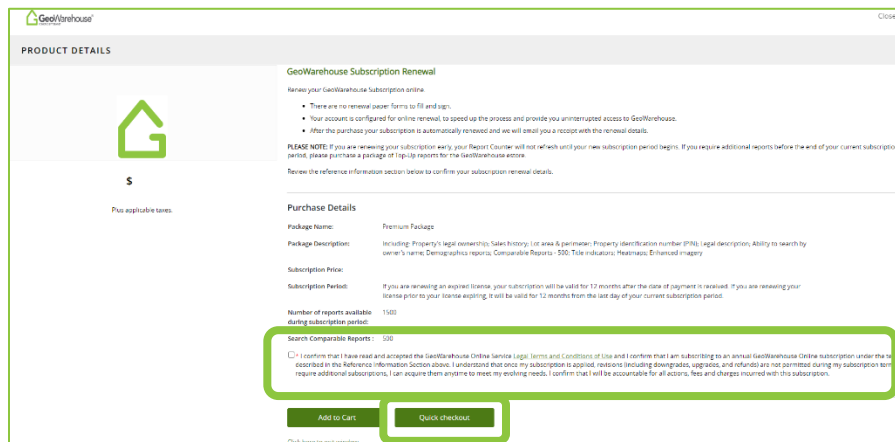 GeoWarehouse®
Close
PRODUCT DETAILS
GeoWarehouse Subscription Renewal
Renew your GeoWarehouse Subscription online.
• There are no renewal paper forms to fill and sign.
• Your account is configured for online renewal, to speed up the process and provide you uninterrupted access to GeoWarehouse.
• After the purchase your subscription is automatically renewed and we will email you a receipt with the renewal details.
PLEASE NOTE: If you are renewing your subscription early, your Report Counter will not refresh until your new subscription period begins. If you require additional reports before the end of your current subscription
period, please purchase a package of Top-Up reports for the GeoWarehouse estore.
Review the reference information section below to confirm your subscription renewal details.
$
Plus applicable taxes.
Purchase Details
Package Name: Premium Package
Package Description: Including: Property's legal ownership; Sales history; Lot area & perimeter; Property identification number (PIN); Legal description; Ability to search by
owner's name; Demographics reports; Comparable Reports - 500; Title indicators; Heatmaps; Enhanced imagery
Subscription Price:
Subscription Period: If you are renewing an expired license, your subscription will be valid for 12 months after the date of payment is received. If you are renewing your
license prior to your license expiring, it will be valid for 12 months from the last day of your current subscription period.
Number of reports available 1500
during subscription period:
Search Comparable Reports : 500
* I confirm that I have read and accepted the GeoWarehouse Online Service Legal Terms and Conditions of Use and I confirm that I am subscribing to an annual GeoWarehouse Online subscription under the te
described in the Reference Information Section above. I understand that once my subscription is applied, revisions (including downgrades, upgrades, and refunds) are not permitted during my subscription term
require additional subscriptions, I can acquire them anytime to meet my evolving needs. I confirm that I will be accountable for all actions, fees and charges incurred with this subscription.
Add to Cart
Quick checkout